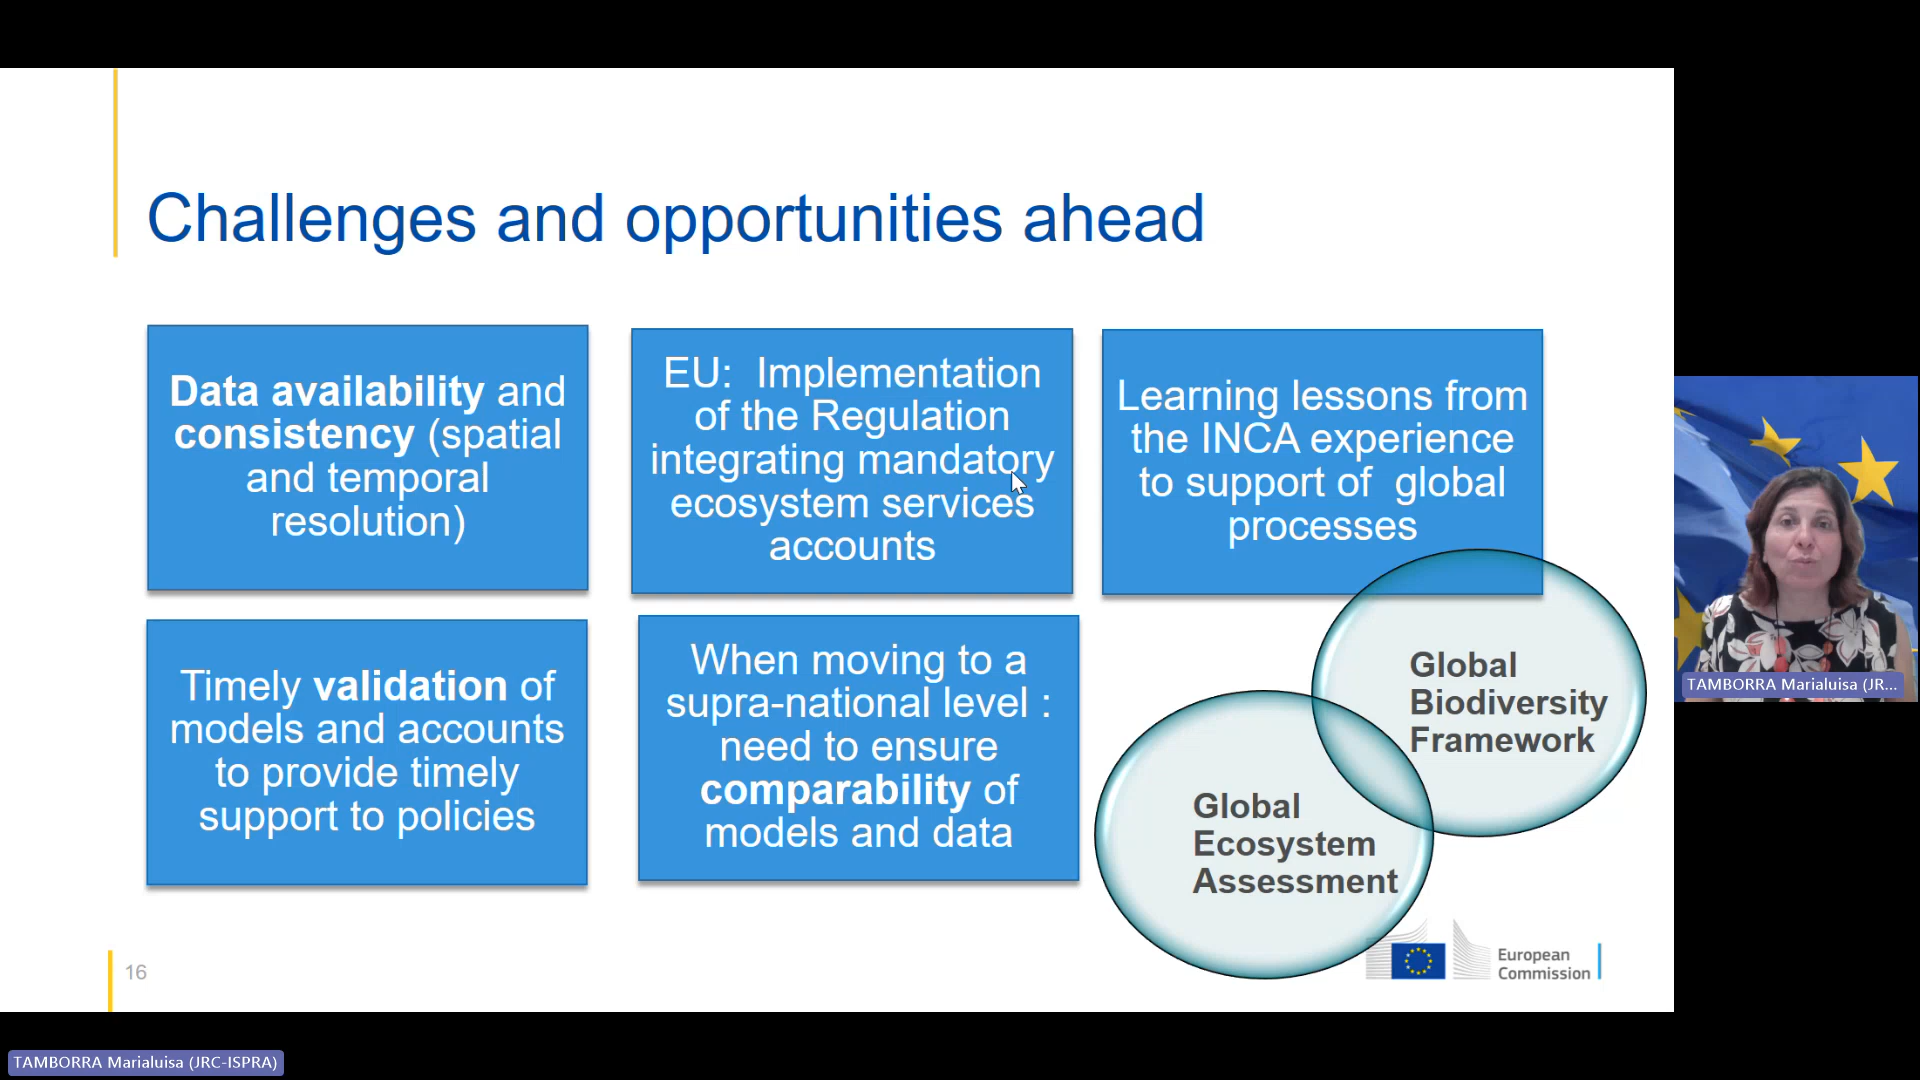 Challenges and opportunities ahead
Data availability and
consistency (spatial
and temporal
resolution)
EU:  Implementation
of the Regulation
integrating mandatory
ecosystem services
accounts
Learning lessons from
the INCA experience
to support of  global
processes
Timely validation of
models and accounts
to provide timely
support to policies
When moving to a
supra-national level :
need to ensure
comparability of
models and data
Global
Biodiversity
Framework
Global
Ecosystem
Assessment
16
European
Commission
TAMBORRA Marialuisa (JR...
TAMBORRA Marialuisa (JRC-ISPRA)